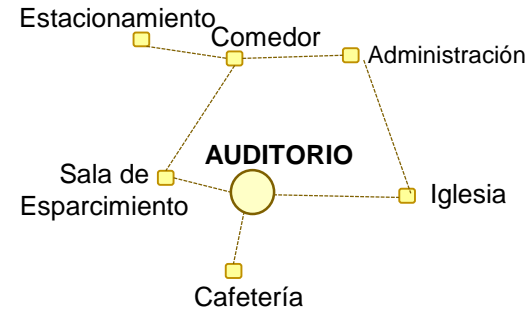 Estacionamiento
Comedor
Administración
AUDITORIO
Sala de
Esparcimiento
Iglesia
Cafetería